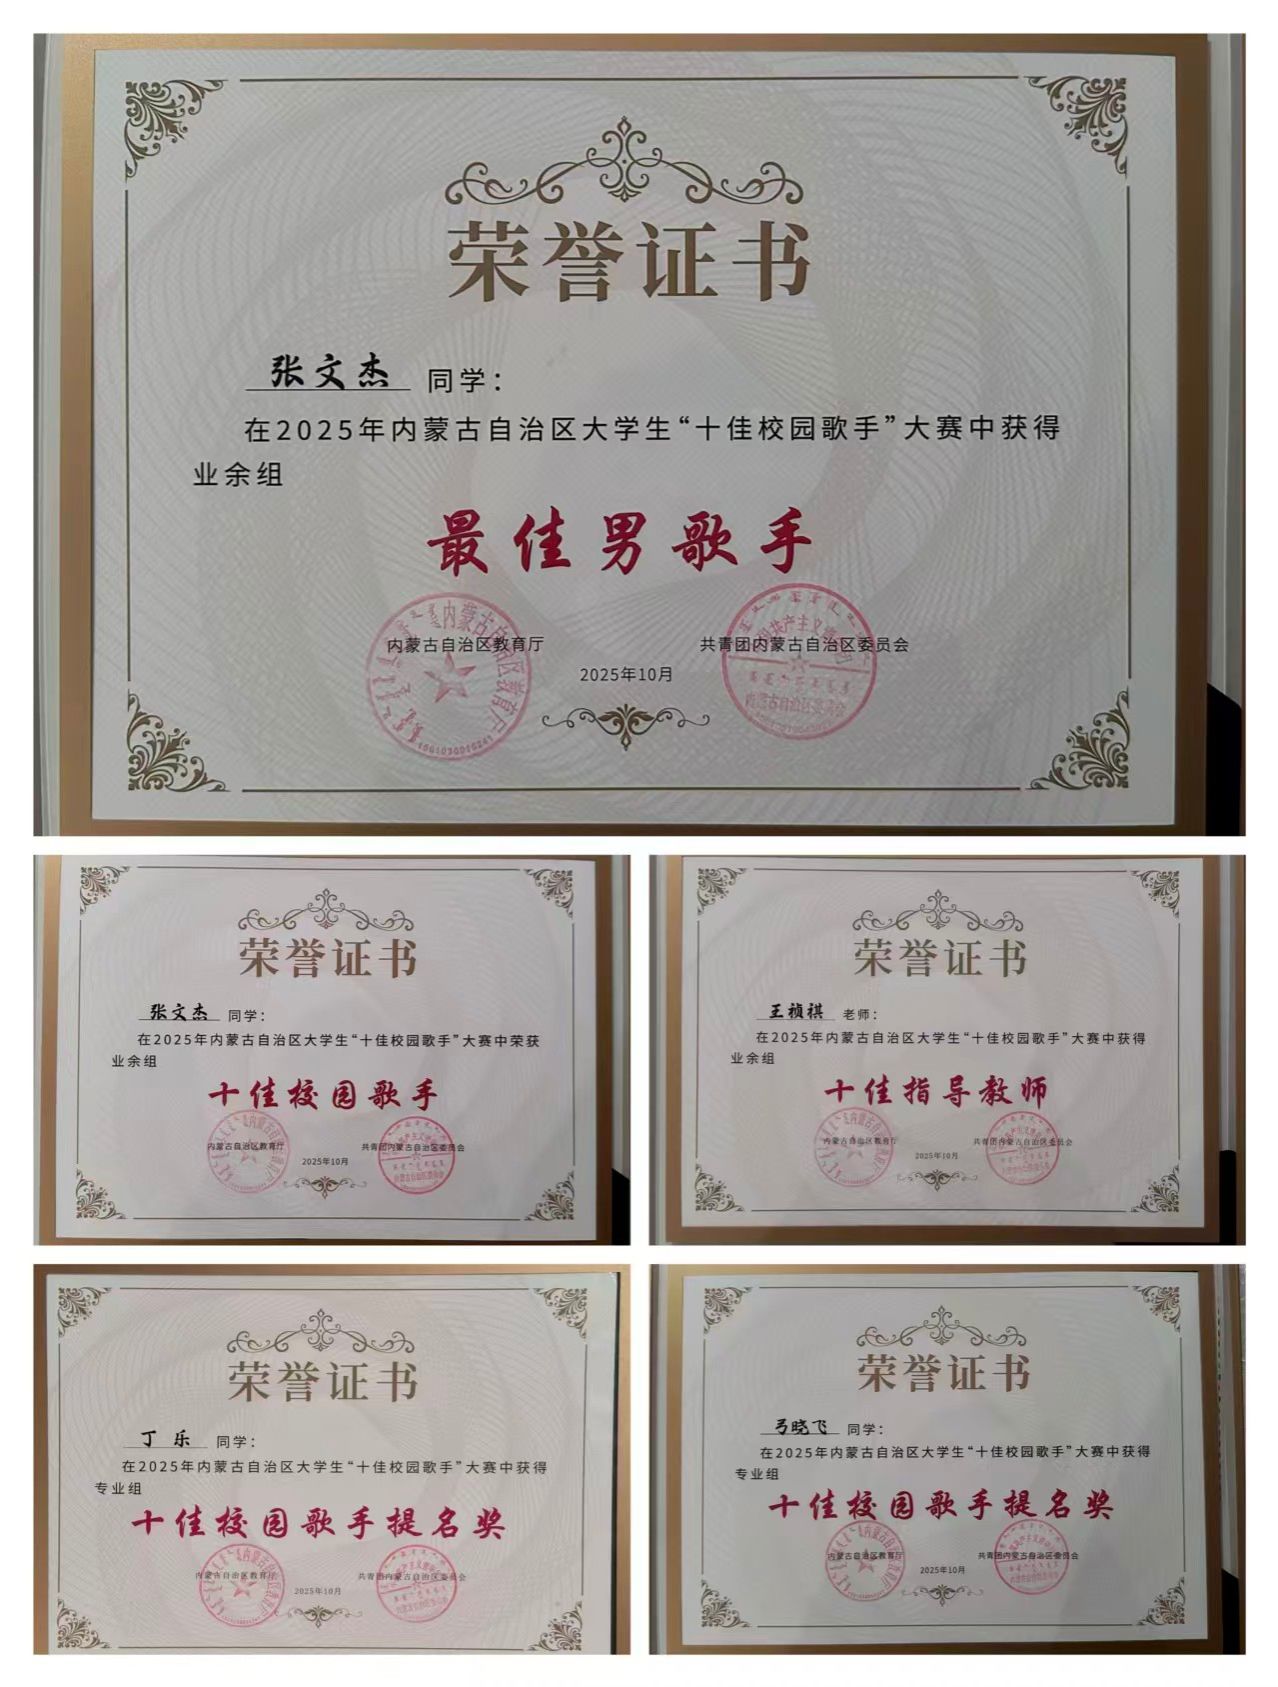 荣誉证书
张文杰 同学：
在2025年内蒙古自治区大学生“十佳校园歌手”大赛中获得
业余组
最佳男歌手
内蒙古自治区教育厅 共青团内蒙古自治区委员会
2025年10月
荣誉证书
张文杰 同学：
在2025年内蒙古自治区大学生“十佳校园歌手”大赛中荣获
业余组
十佳校园歌手
内蒙古自治区教育厅 共青团内蒙古自治区委员会
2025年10月
荣誉证书
王祯祺 老师：
在2025年内蒙古自治区大学生“十佳校园歌手”大赛中获得
业余组
十佳指导教师
内蒙古自治区教育厅 共青团内蒙古自治区委员会
2025年10月
荣誉证书
丁乐 同学：
在2025年内蒙古自治区大学生“十佳校园歌手”大赛中获得
专业组
十佳校园歌手提名奖
内蒙古自治区教育厅 共青团内蒙古自治区委员会
2025年10月
荣誉证书
弓晓飞 同学：
在2025年内蒙古自治区大学生“十佳校园歌手”大赛中获得
专业组
十佳校园歌手提名奖
内蒙古自治区教育厅 共青团内蒙古自治区委员会
2025年10月